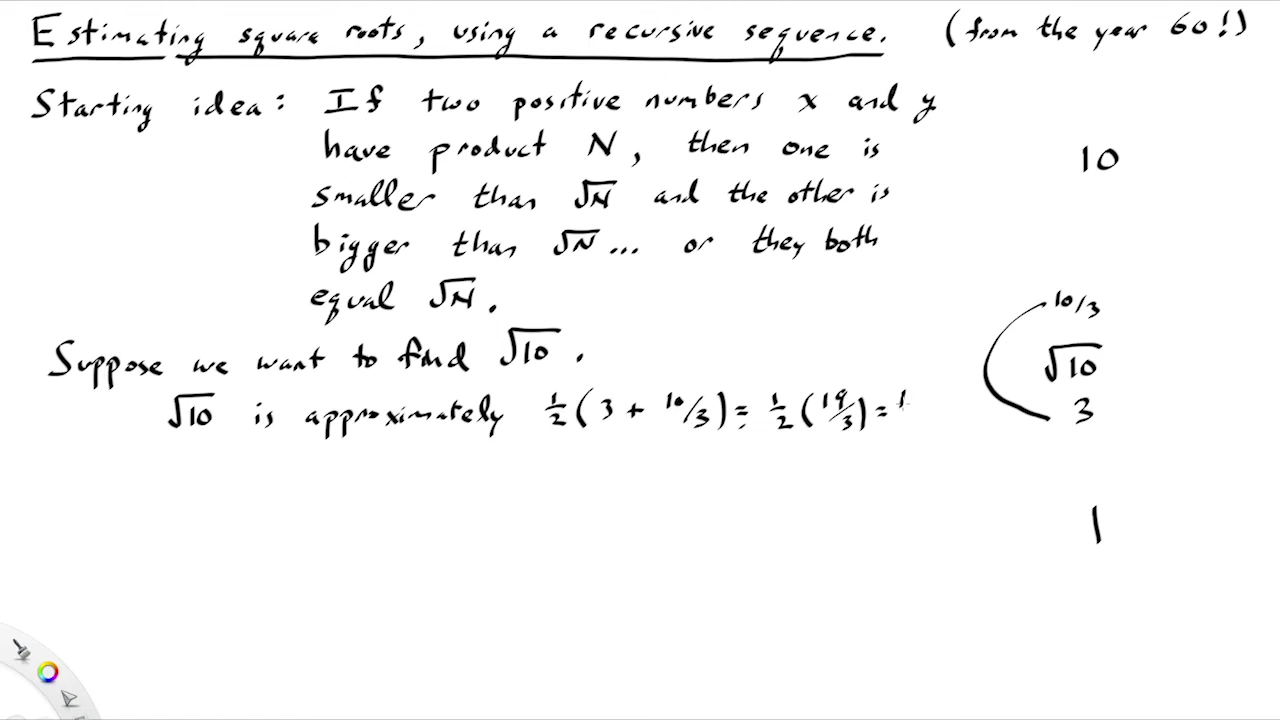 Estimating square roots, using a recursive sequence. (from the year 60!)
Starting idea: If two positive numbers x and y
have product N, then one is
smaller than √N and the other is
bigger than √N... or they both
equal √N.
Suppose we want to find √10.
√10 is approximately 1/2(3 + 10/3) = 1/2(19/3) =
10
10/3
√10
3
1